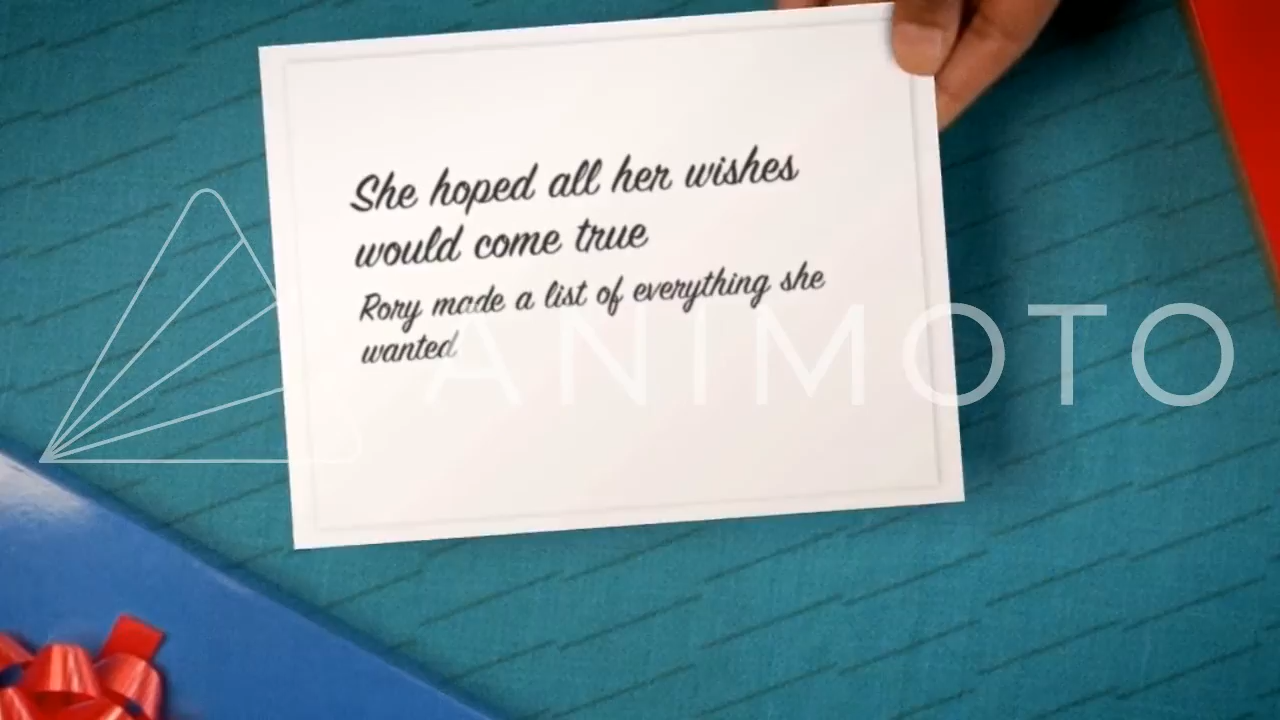 She hoped all her wishes
would come true
Rory made a list of everything she
wanted
ANIMOTO